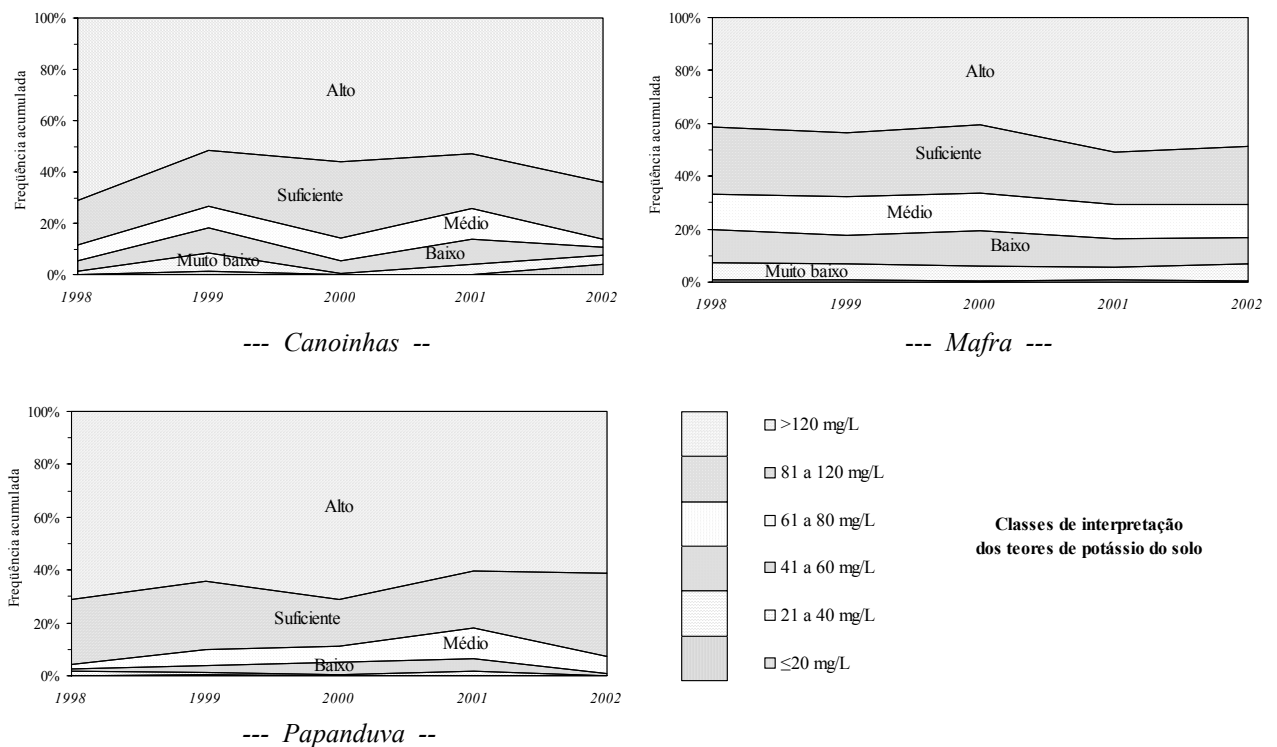 Freqüência acumulada
100%
80%
60%
40%
20%
0%
Alto
Suficiente
Médio
Baixo
Muito baixo
1998 1999 2000 2001 2002
--- Canoinhas --
Freqüência acumulada
100%
80%
60%
40%
20%
0%
Alto
Suficiente
Médio
Baixo
Muito baixo
1998 1999 2000 2001 2002
--- Mafra ---
Freqüência acumulada
100%
80%
60%
40%
20%
0%
Alto
Suficiente
Médio
Baixo
1998 1999 2000 2001 2002
--- Papanduva --
>120 mg/L
81 a 120 mg/L
61 a 80 mg/L
41 a 60 mg/L
21 a 40 mg/L
≤20 mg/L
Classes de interpretação
dos teores de potássio do solo